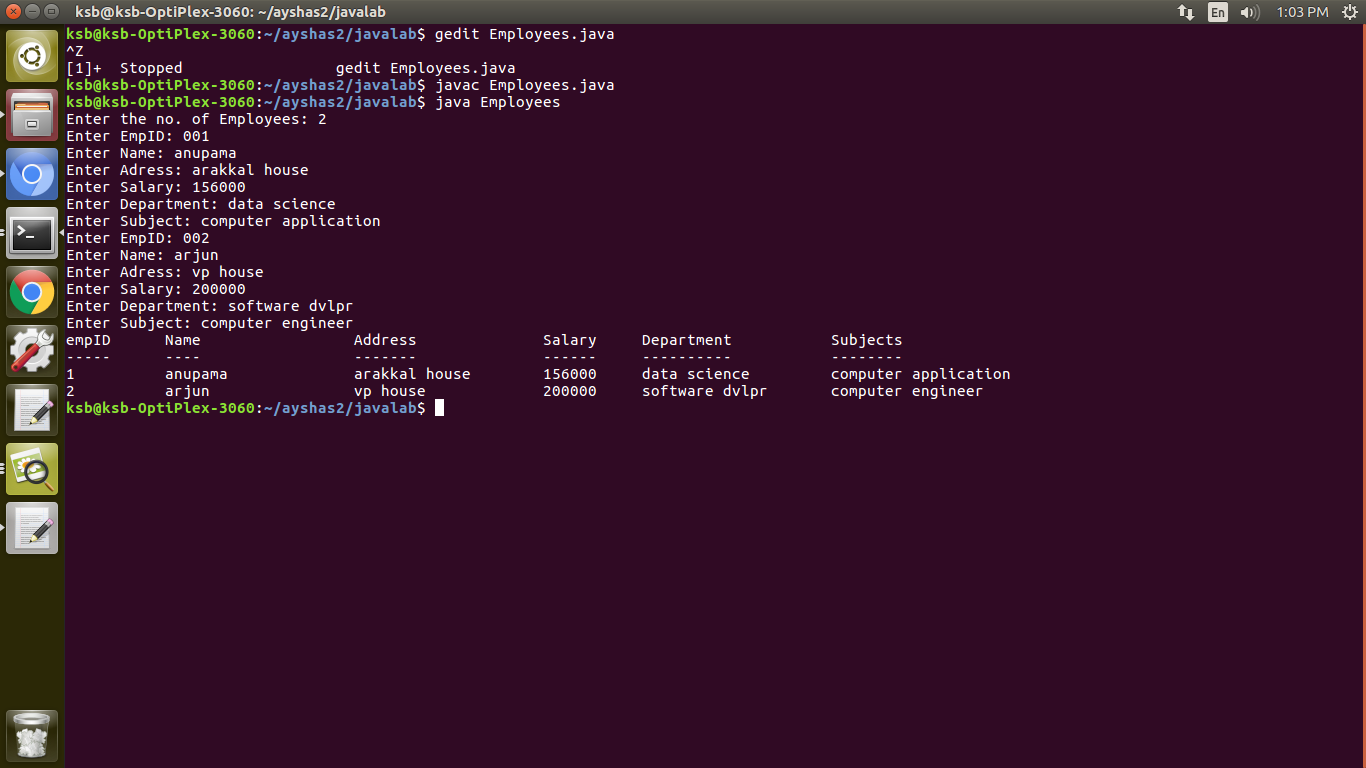 ksb@ksb-OptiPlex-3060: ~/ayshas2/javalab
En
1:03 PM
ksb@ksb-OptiPlex-3060:~/ayshas2/javalab$ gedit Employees.java
^Z
[1]+  Stopped                 gedit Employees.java
ksb@ksb-OptiPlex-3060:~/ayshas2/javalab$ javac Employees.java
ksb@ksb-OptiPlex-3060:~/ayshas2/javalab$ java Employees
Enter the no. of Employees: 2
Enter EmpID: 001
Enter Name: anupama
Enter Adress: arakkal house
Enter Salary: 156000
Enter Department: data science
Enter Subject: computer application
Enter EmpID: 002
Enter Name: arjun
Enter Adress: vp house
Enter Salary: 200000
Enter Department: software dvlpr
Enter Subject: computer engineer
empID      Name                 Address              Salary     Department           Subjects
-----      ----                 -------              ------     ----------           --------
1          anupama              arakkal house        156000     data science         computer application
2          arjun                vp house             200000     software dvlpr       computer engineer
ksb@ksb-OptiPlex-3060:~/ayshas2/javalab$